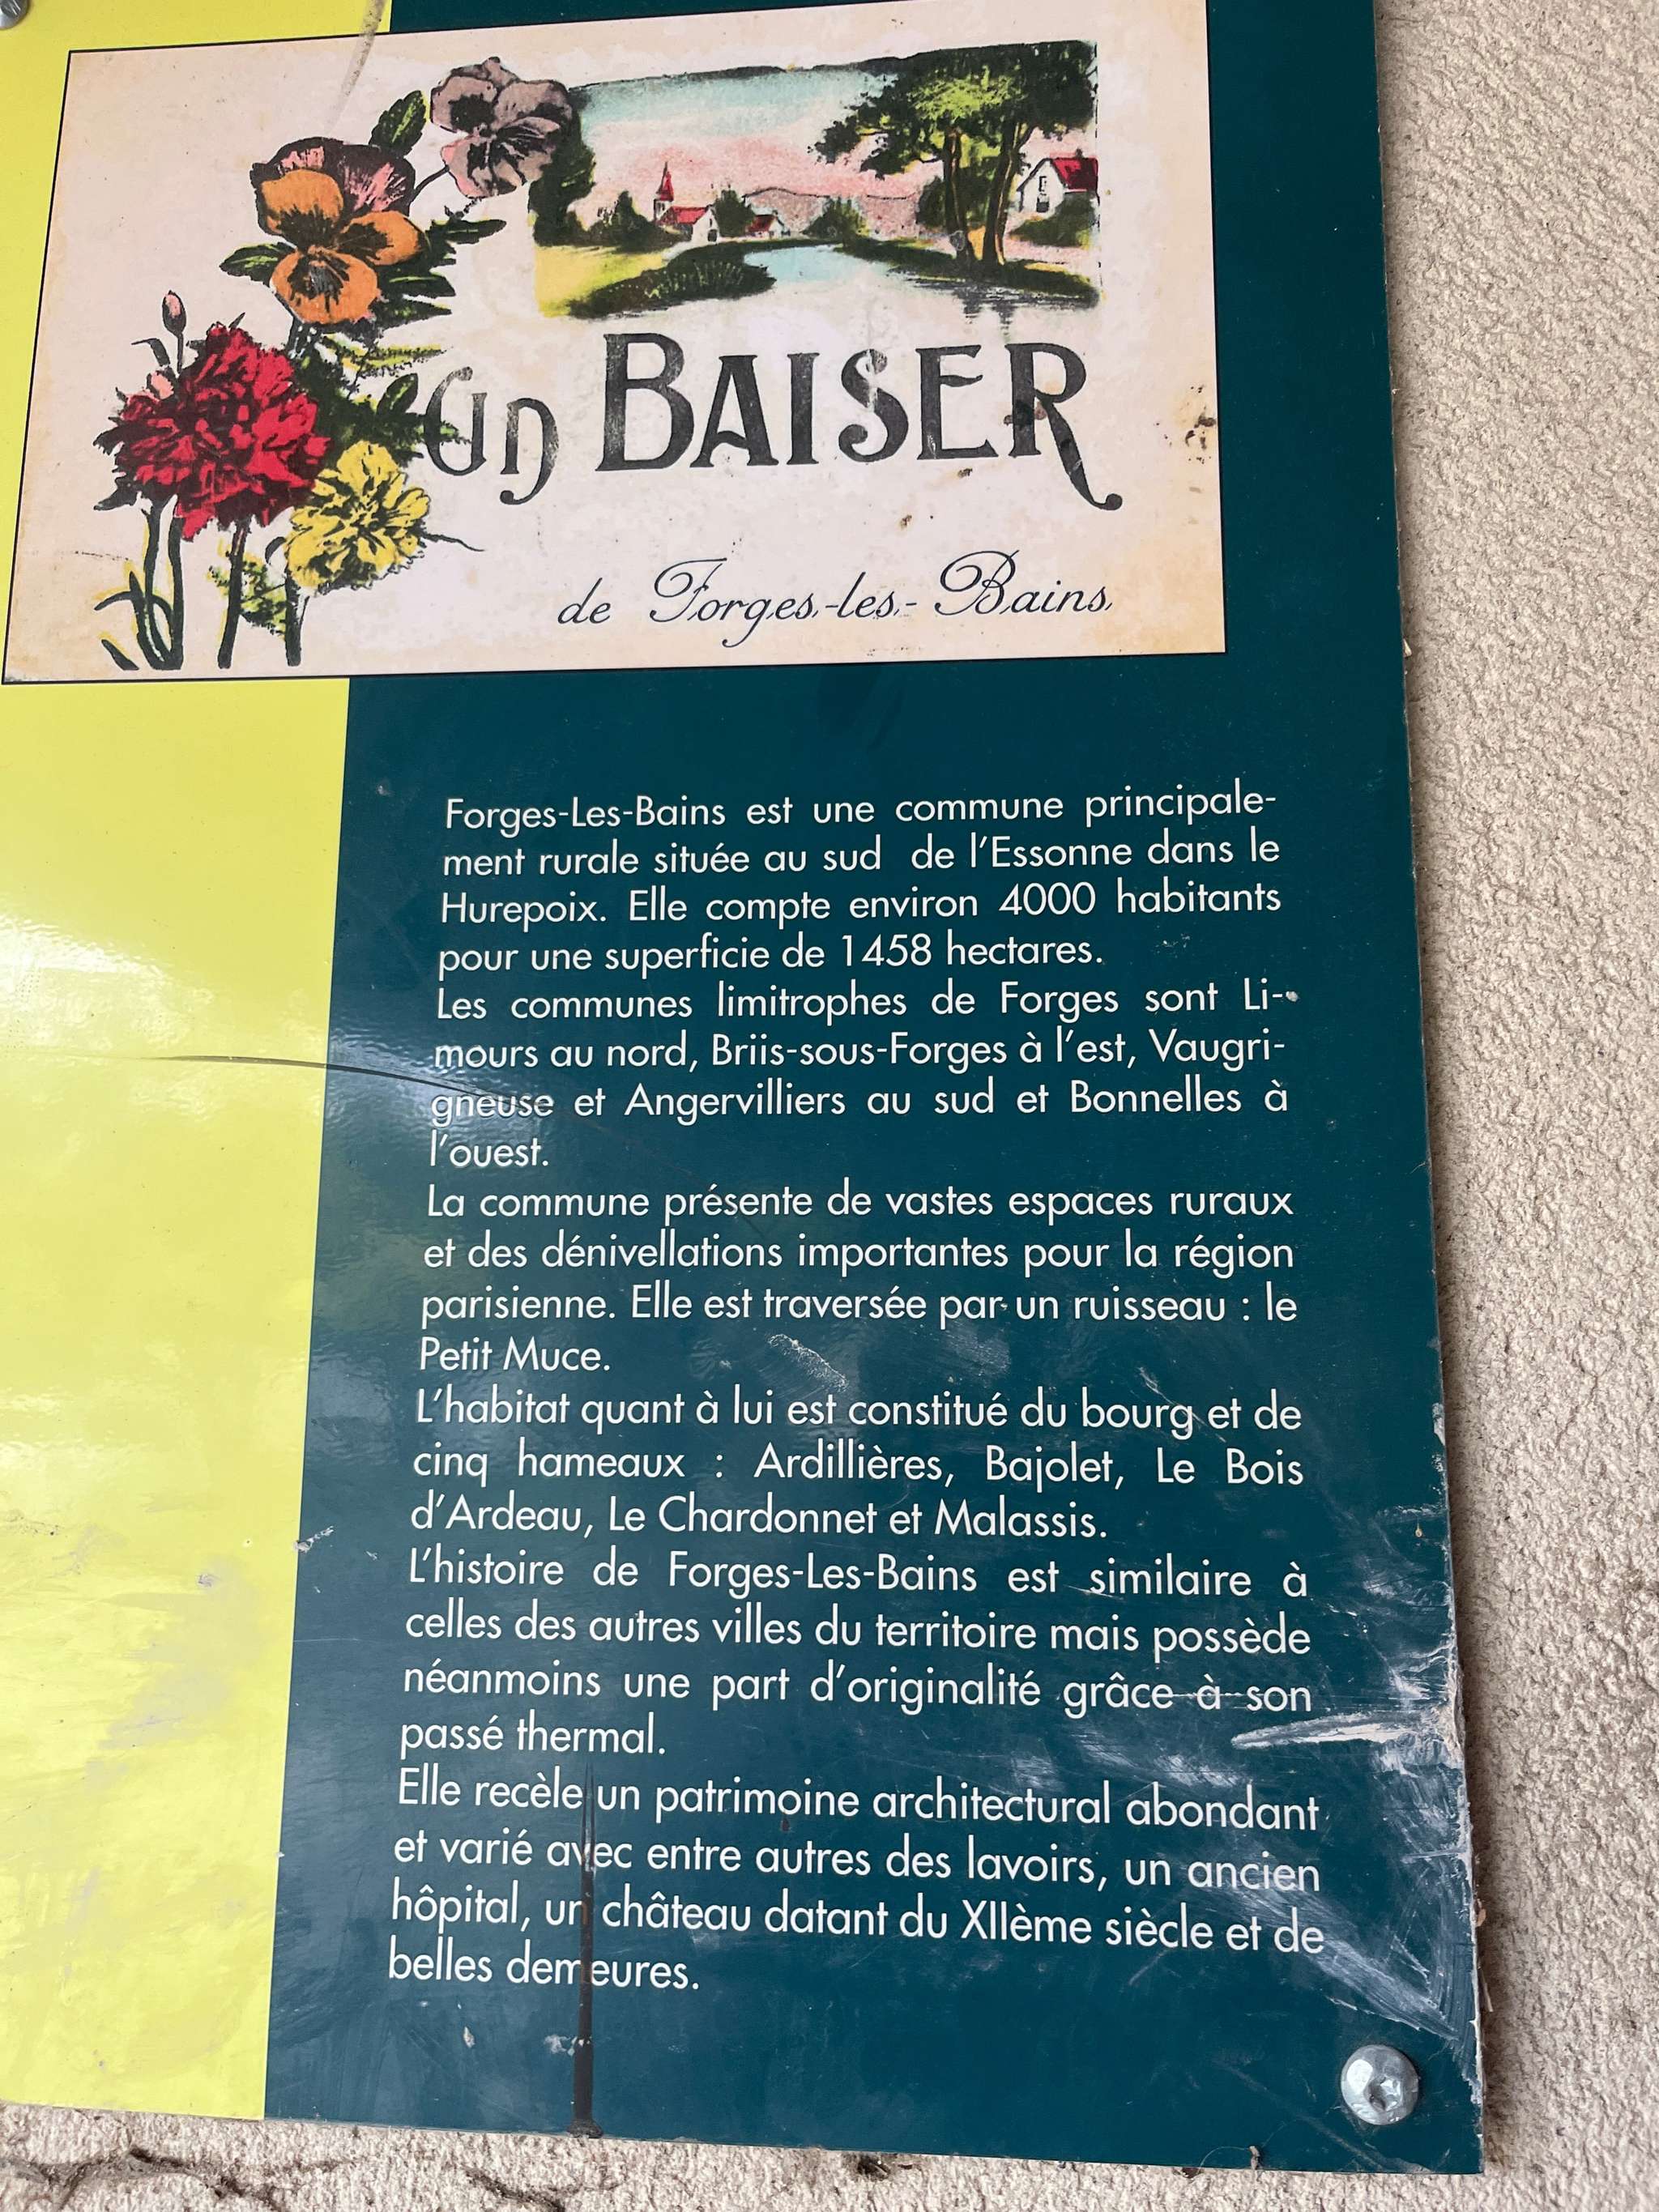 Un BAISER
de Forges-les-Bains
Forges-Les-Bains est une commune principale-
ment rurale située au sud de l'Essonne dans le
Hurepoix. Elle compte environ 4000 habitants
pour une superficie de 1458 hectares.
Les communes limitrophes de Forges sont Li-
mours au nord, Briis-sous-Forges à l'est, Vaugri-
gneuse et Angervilliers au sud et Bonnelles à
l'ouest.
La commune présente de vastes espaces ruraux
et des dénivellations importantes pour la région
parisienne. Elle est traversée par un ruisseau : le
Petit Muce.
L'habitat quant à lui est constitué du bourg et de
cinq hameaux : Ardillières, Bajolet, Le Bois
d'Ardeau, Le Chardonnet et Malassis.
L'histoire de Forges-Les-Bains est similaire à
celles des autres villes du territoire mais possède
néanmoins une part d'originalité grâce à son
passé thermal.
Elle recèle un patrimoine architectural abondant
et varié avec entre autres des lavoirs, un ancien
hôpital, un château datant du XIIème siècle et de
belles demeures.